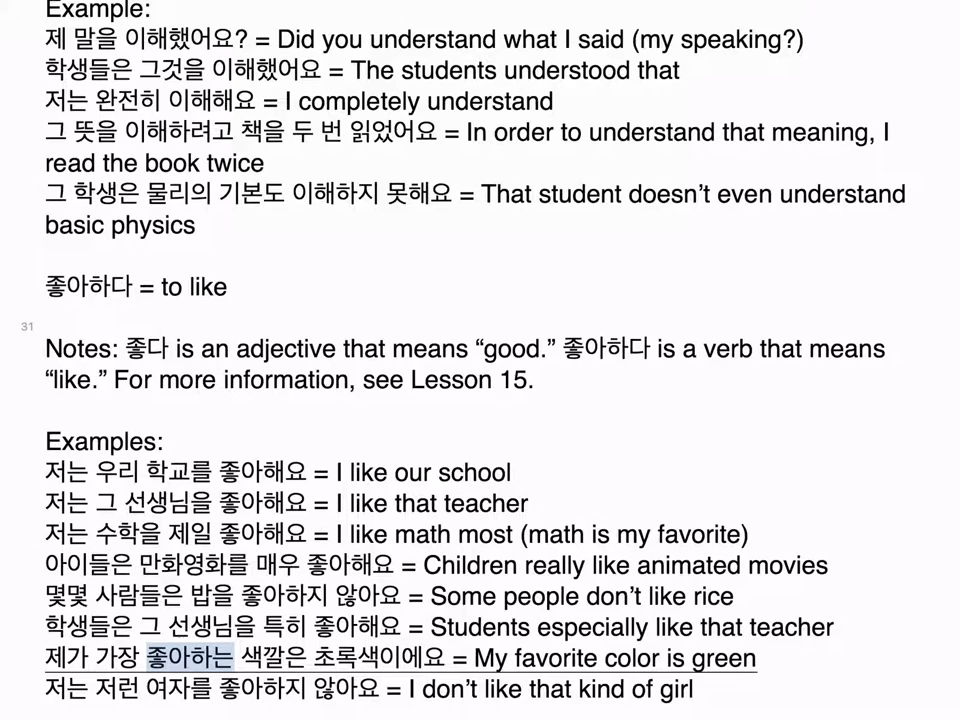 Example:
제 말을 이해했어요? = Did you understand what I said (my speaking?)
학생들은 그것을 이해했어요 = The students understood that
저는 완전히 이해해요 = I completely understand
그 뜻을 이해하려고 책을 두 번 읽었어요 = In order to understand that meaning, I
read the book twice
그 학생은 물리의 기본도 이해하지 못해요 = That student doesn’t even understand
basic physics
좋아하다 = to like
31
Notes: 좋다 is an adjective that means “good.” 좋아하다 is a verb that means
“like.” For more information, see Lesson 15.
Examples:
저는 우리 학교를 좋아해요 = I like our school
저는 그 선생님을 좋아해요 = I like that teacher
저는 수학을 제일 좋아해요 = I like math most (math is my favorite)
아이들은 만화영화를 매우 좋아해요 = Children really like animated movies
몇몇 사람들은 밥을 좋아하지 않아요 = Some people don’t like rice
학생들은 그 선생님을 특히 좋아해요 = Students especially like that teacher
제가 가장 좋아하는 색깔은 초록색이에요 = My favorite color is green
저는 저런 여자를 좋아하지 않아요 = I don’t like that kind of girl